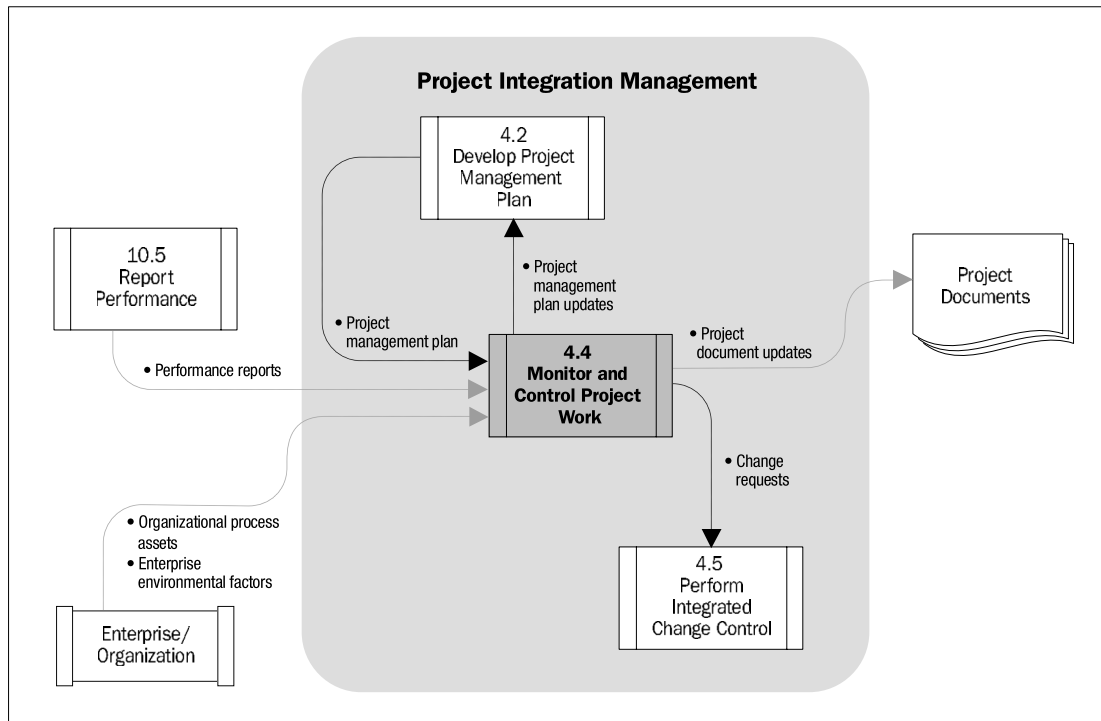 Project Integration Management
4.2
Develop Project
Management
Plan
10.5
Report
Performance
• Project
management
plan updates
Project
Documents
• Project
management plan
• Project
document updates
4.4
Monitor and
Control Project
Work
• Performance reports
• Change
requests
• Organizational process
assets
• Enterprise
environmental factors
4.5
Perform
Integrated
Change Control
Enterprise/
Organization